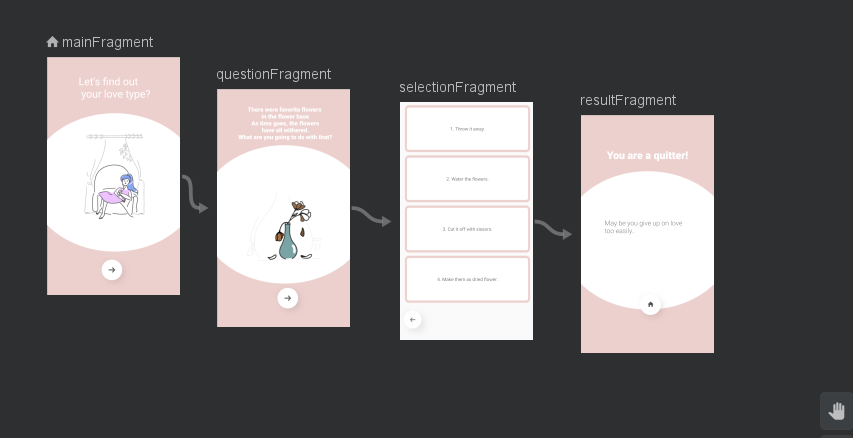 mainFragment
Let's find out
your love type?
questionFragment
There were favorite flowers
in the flower base
As time goes, the flowers
have all withered.
What are you going to do with that?
selectionFragment
1. Throw it away.
2. Water the flowers.
3. Cut it off with sissors.
4. Make them as dried flower.
resultFragment
You are a quitter!
May be you give up on love
too easily..